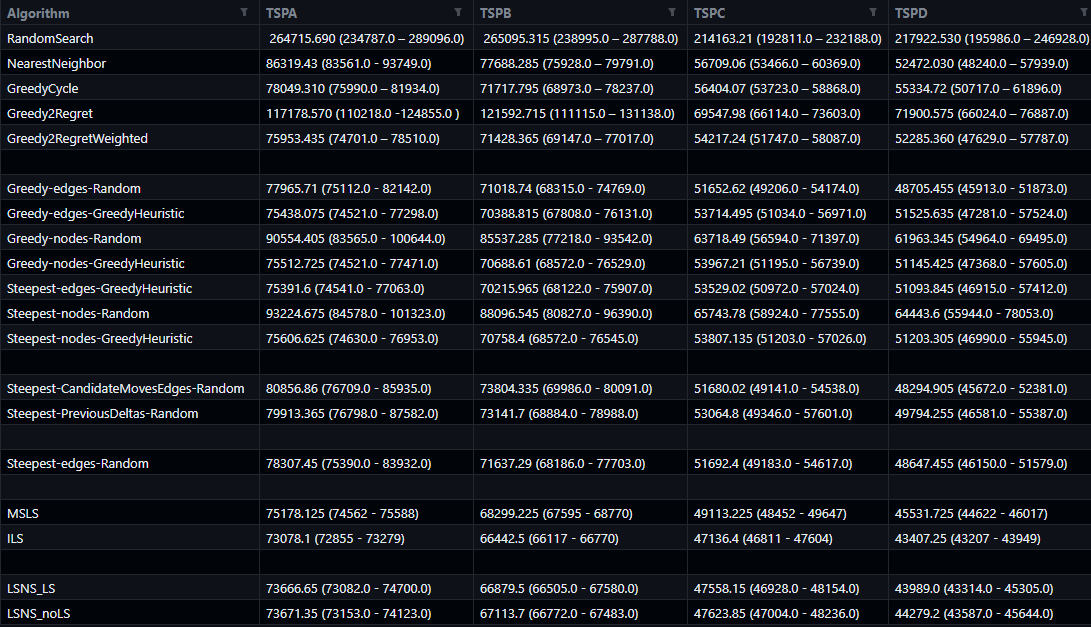 Algorithm TSPA TSPB TSPC TSPD
RandomSearch 264715.690 (234787.0 – 289096.0) 265095.315 (238995.0 – 287788.0) 214163.21 (192811.0 – 232188.0) 217922.530 (195986.0 – 246928.0)
NearestNeighbor 86319.43 (83561.0 - 93749.0) 77688.285 (75928.0 – 79791.0) 56709.06 (53466.0 – 60369.0) 52472.030 (48240.0 – 57939.0)
GreedyCycle 78049.310 (75990.0 – 81934.0) 71717.795 (68973.0 – 78237.0) 56404.07 (53723.0 – 58868.0) 55334.72 (50717.0 – 61896.0)
Greedy2Regret 117178.570 (110218.0 -124855.0 ) 121592.715 (111115.0 – 131138.0) 69547.98 (66114.0 – 73603.0) 71900.575 (66024.0 – 76887.0)
Greedy2RegretWeighted 75953.435 (74701.0 – 78510.0) 71428.365 (69147.0 – 77017.0) 54217.24 (51747.0 – 58087.0) 52285.360 (47629.0 – 57787.0)
Greedy-edges-Random 77965.71 (75112.0 - 82142.0) 71018.74 (68315.0 - 74769.0) 51652.62 (49206.0 - 54174.0) 48705.455 (45913.0 - 51873.0)
Greedy-edges-GreedyHeuristic 75438.075 (74521.0 - 77298.0) 70388.815 (67808.0 - 76131.0) 53714.495 (51034.0 - 56971.0) 51525.635 (47281.0 - 57524.0)
Greedy-nodes-Random 90554.405 (83565.0 - 100644.0) 85537.285 (77218.0 - 93542.0) 63718.49 (56594.0 - 71397.0) 61963.345 (54964.0 - 69495.0)
Greedy-nodes-GreedyHeuristic 75512.725 (74521.0 - 77471.0) 70688.61 (68572.0 - 76529.0) 53967.21 (51195.0 - 56739.0) 51145.425 (47368.0 - 57605.0)
Steepest-edges-GreedyHeuristic 75391.6 (74541.0 - 77063.0) 70215.965 (68122.0 - 75907.0) 53529.02 (50972.0 - 57024.0) 51093.845 (46915.0 - 57412.0)
Steepest-nodes-Random 93224.675 (84578.0 - 101323.0) 88096.545 (80827.0 - 96390.0) 65743.78 (58924.0 - 77555.0) 64443.6 (55944.0 - 78053.0)
Steepest-nodes-GreedyHeuristic 75606.625 (74630.0 - 76953.0) 70758.4 (68572.0 - 76545.0) 53807.135 (51203.0 - 57026.0) 51203.305 (46990.0 - 55945.0)
Steepest-CandidateMovesEdges-Random 80856.86 (76709.0 - 85935.0) 73804.335 (69986.0 - 80091.0) 51680.02 (49141.0 - 54538.0) 48294.905 (45672.0 - 52381.0)
Steepest-PreviousDeltas-Random 79913.365 (76798.0 - 87582.0) 73141.7 (68884.0 - 78988.0) 53064.8 (49346.0 - 57601.0) 49794.255 (46581.0 - 55387.0)
Steepest-edges-Random 78307.45 (75390.0 - 83932.0) 71637.29 (68186.0 - 77703.0) 51692.4 (49183.0 - 54617.0) 48647.455 (46150.0 - 51579.0)
MSLS 75178.125 (74562 - 75588) 68299.225 (67595 - 68770) 49113.225 (48452 - 49647) 45531.725 (44622 - 46017)
ILS 73078.1 (72855 - 73279) 66442.5 (66117 - 66770) 47136.4 (46811 - 47604) 43407.25 (43207 - 43949)
LSNS_LS 73666.65 (73082.0 - 74700.0) 66879.5 (66505.0 - 67580.0) 47558.15 (46928.0 - 48154.0) 43989.0 (43314.0 - 45305.0)
LSNS_noLS 73671.35 (73153.0 - 74123.0) 67113.7 (66772.0 - 67483.0) 47623.85 (47004.0 - 48236.0) 44279.2 (43587.0 - 45644.0)